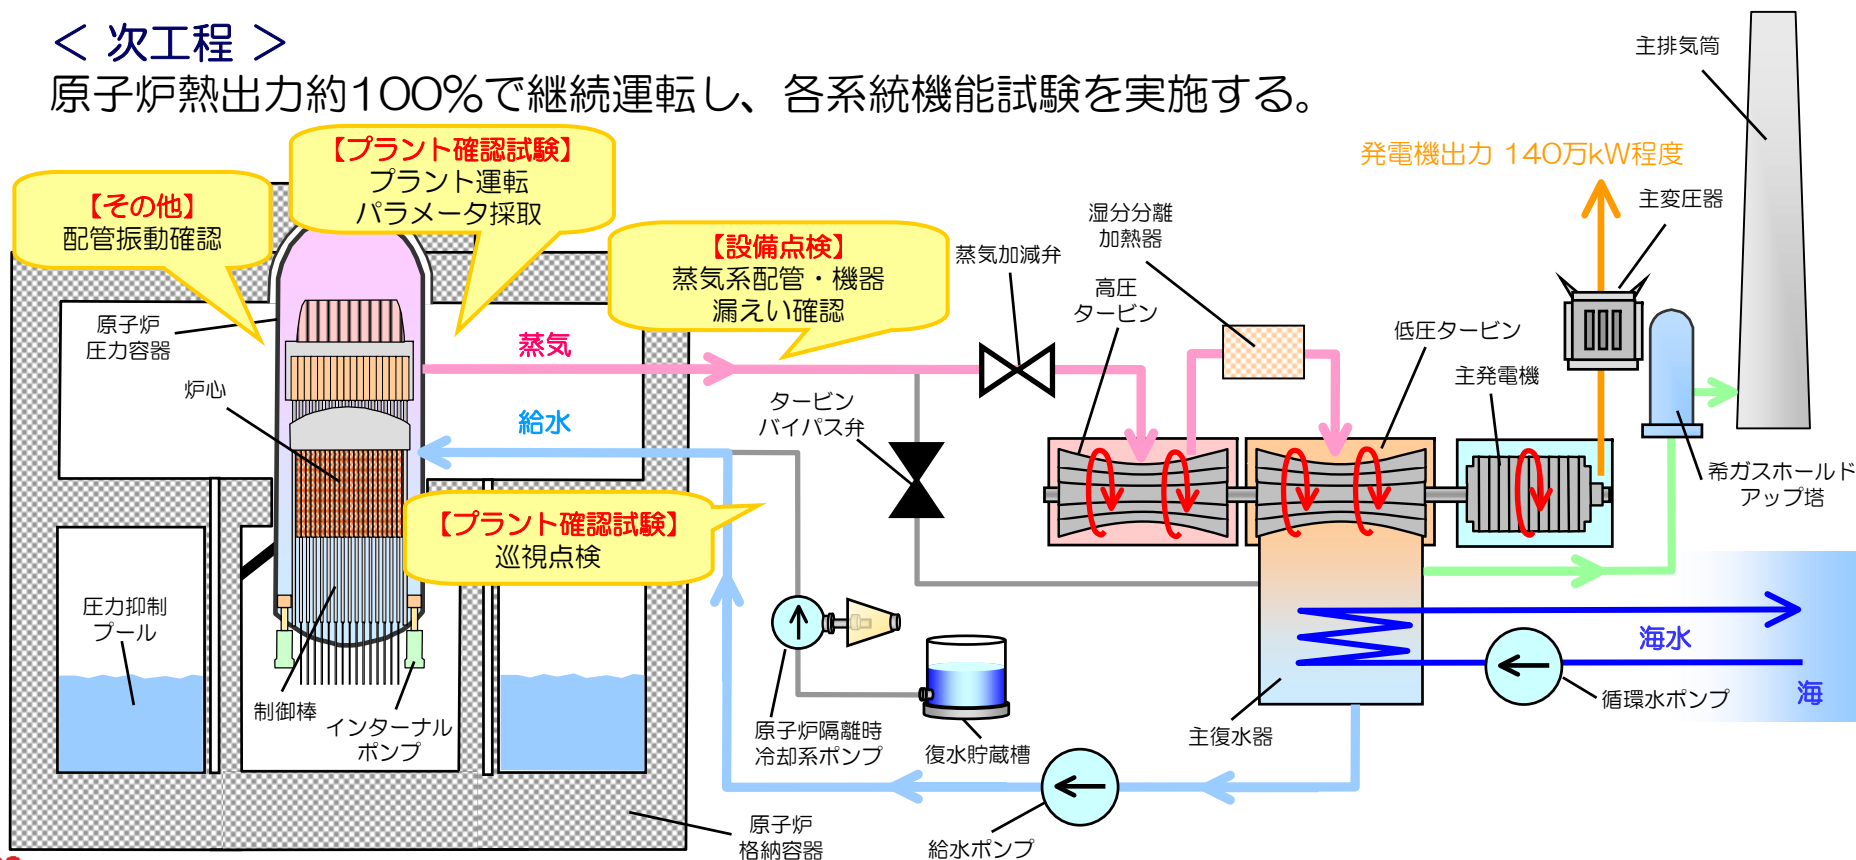 ＜ 次工程 ＞
原子炉熱出力約100％で継続運転し、各系統機能試験を実施する。
主排気筒
【プラント確認試験】
プラント運転
パラメータ採取
発電機出力 140万kW程度
【その他】
配管振動確認
主変圧器
湿分分離
加熱器
【設備点検】
蒸気系配管・機器
漏えい確認
蒸気加減弁
高圧
タービン
原子炉
圧力容器
蒸気
低圧タービン
主発電機
炉心
給水
タービン
バイパス弁
希ガスホールド
アップ塔
【プラント確認試験】
巡視点検
圧力抑制
プール
海水
海
制御棒
インターナル
ポンプ
原子炉隔離時
冷却系ポンプ
復水貯蔵槽
主復水器
循環水ポンプ
原子炉
格納容器
給水ポンプ